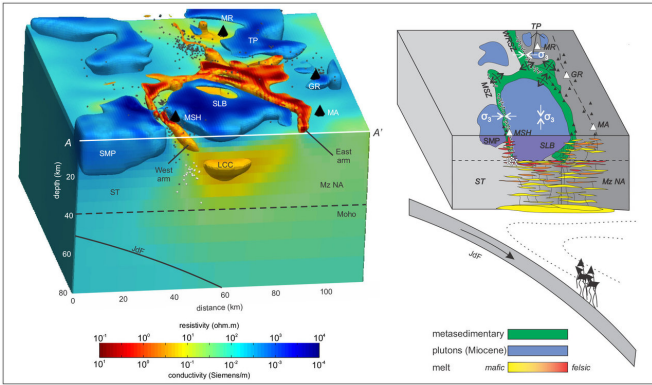 MR
TP
GR
SLB
MSH
MA
A
A'
SMP
LCC
West
arm
East
arm
ST
Mz NA
Moho
JdF
0
20
40
60
80
depth (km)
0 20 40 60 80 100
distance (km)
resistivity (ohm.m)
10-1 100 101 102 103 104
101 100 10-1 10-2 10-3 10-4
conductivity (Siemens/m)
TP
MR
WRSZ
σ3
GR
MSZ
σ3
σ3
MSH
MA
SMP
SLB
ST
Mz NA
JdF
metasedimentary
plutons (Miocene)
melt mafic felsic